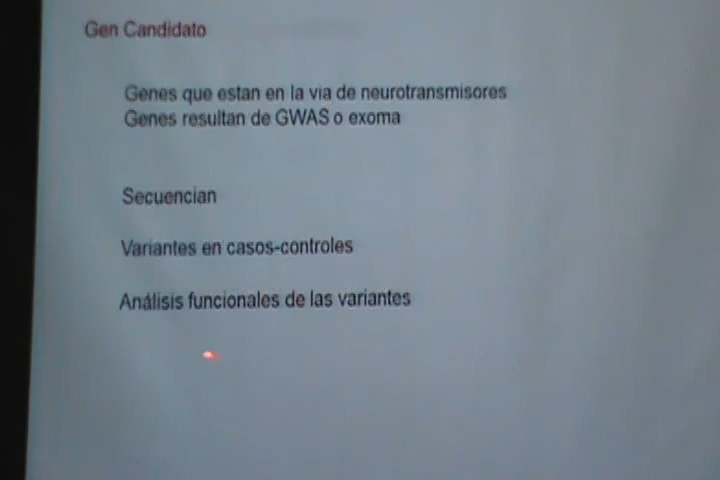 Gen Candidato
Genes que estan en la via de neurotransmisores
Genes resultan de GWAS o exoma
Secuencian
Variantes en casos-controles
Análisis funcionales de las variantes